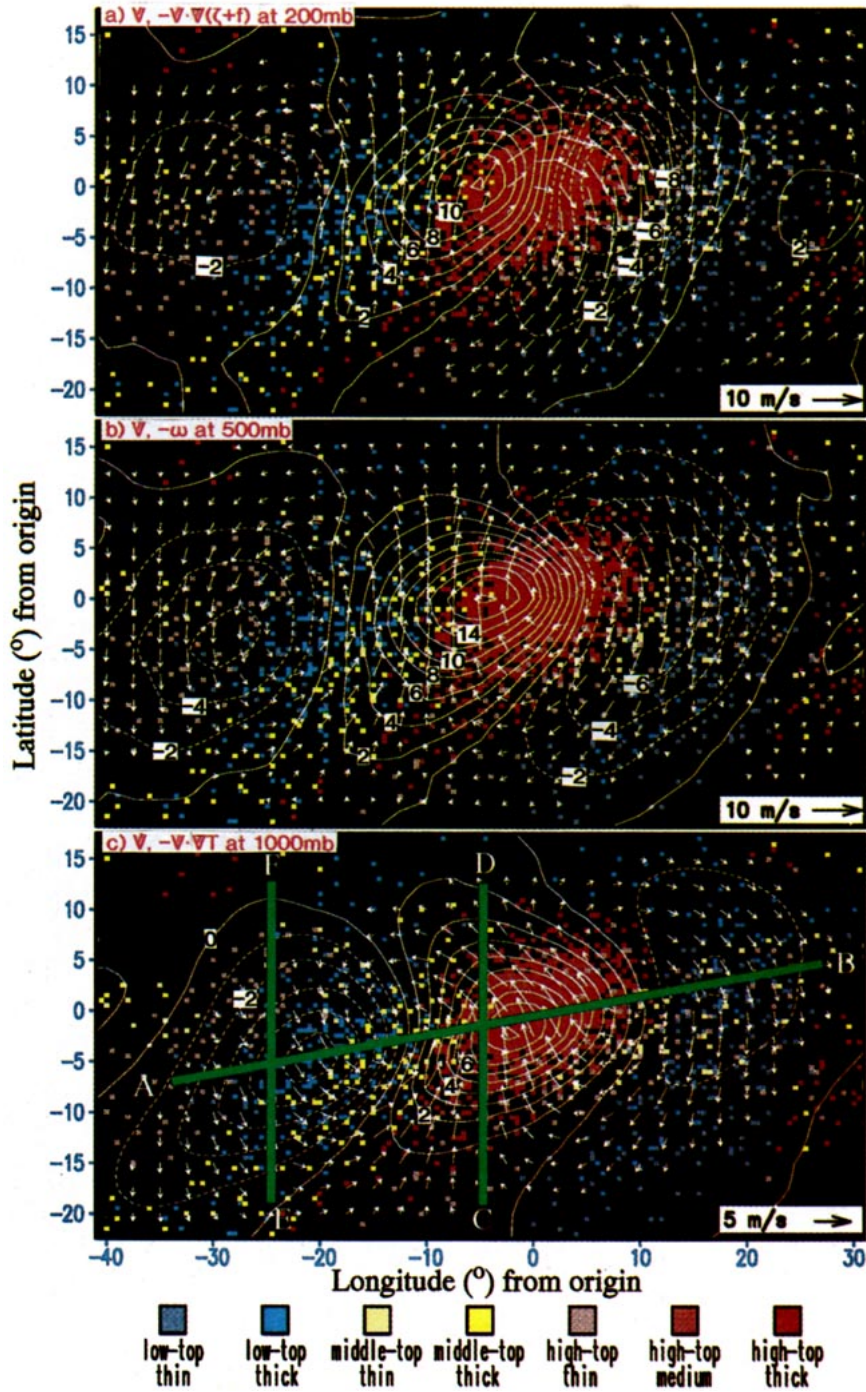 a) V, -V·∇(ζ+f) at 200mb
15
10
5
0
-5
-10
-15
-20
-2
10
8
6
4
2
-8
-6
-4
-2
2
10 m/s
b) V, -ω at 500mb
15
10
5
0
-5
-10
-15
-20
-4
-2
14
10
8
6
4
2
-6
-4
-2
10 m/s
c) V, -V·∇T at 1000mb
15
10
5
0
-5
-10
-15
-20
F
D
B
A
E
C
0
-2
6
4
2
5 m/s
Latitude (°) from origin
-40 -30 -20 -10 0 10 20 30
Longitude (°) from origin
low-top thin
low-top thick
middle-top thin
middle-top thick
high-top thin
high-top medium
high-top thick